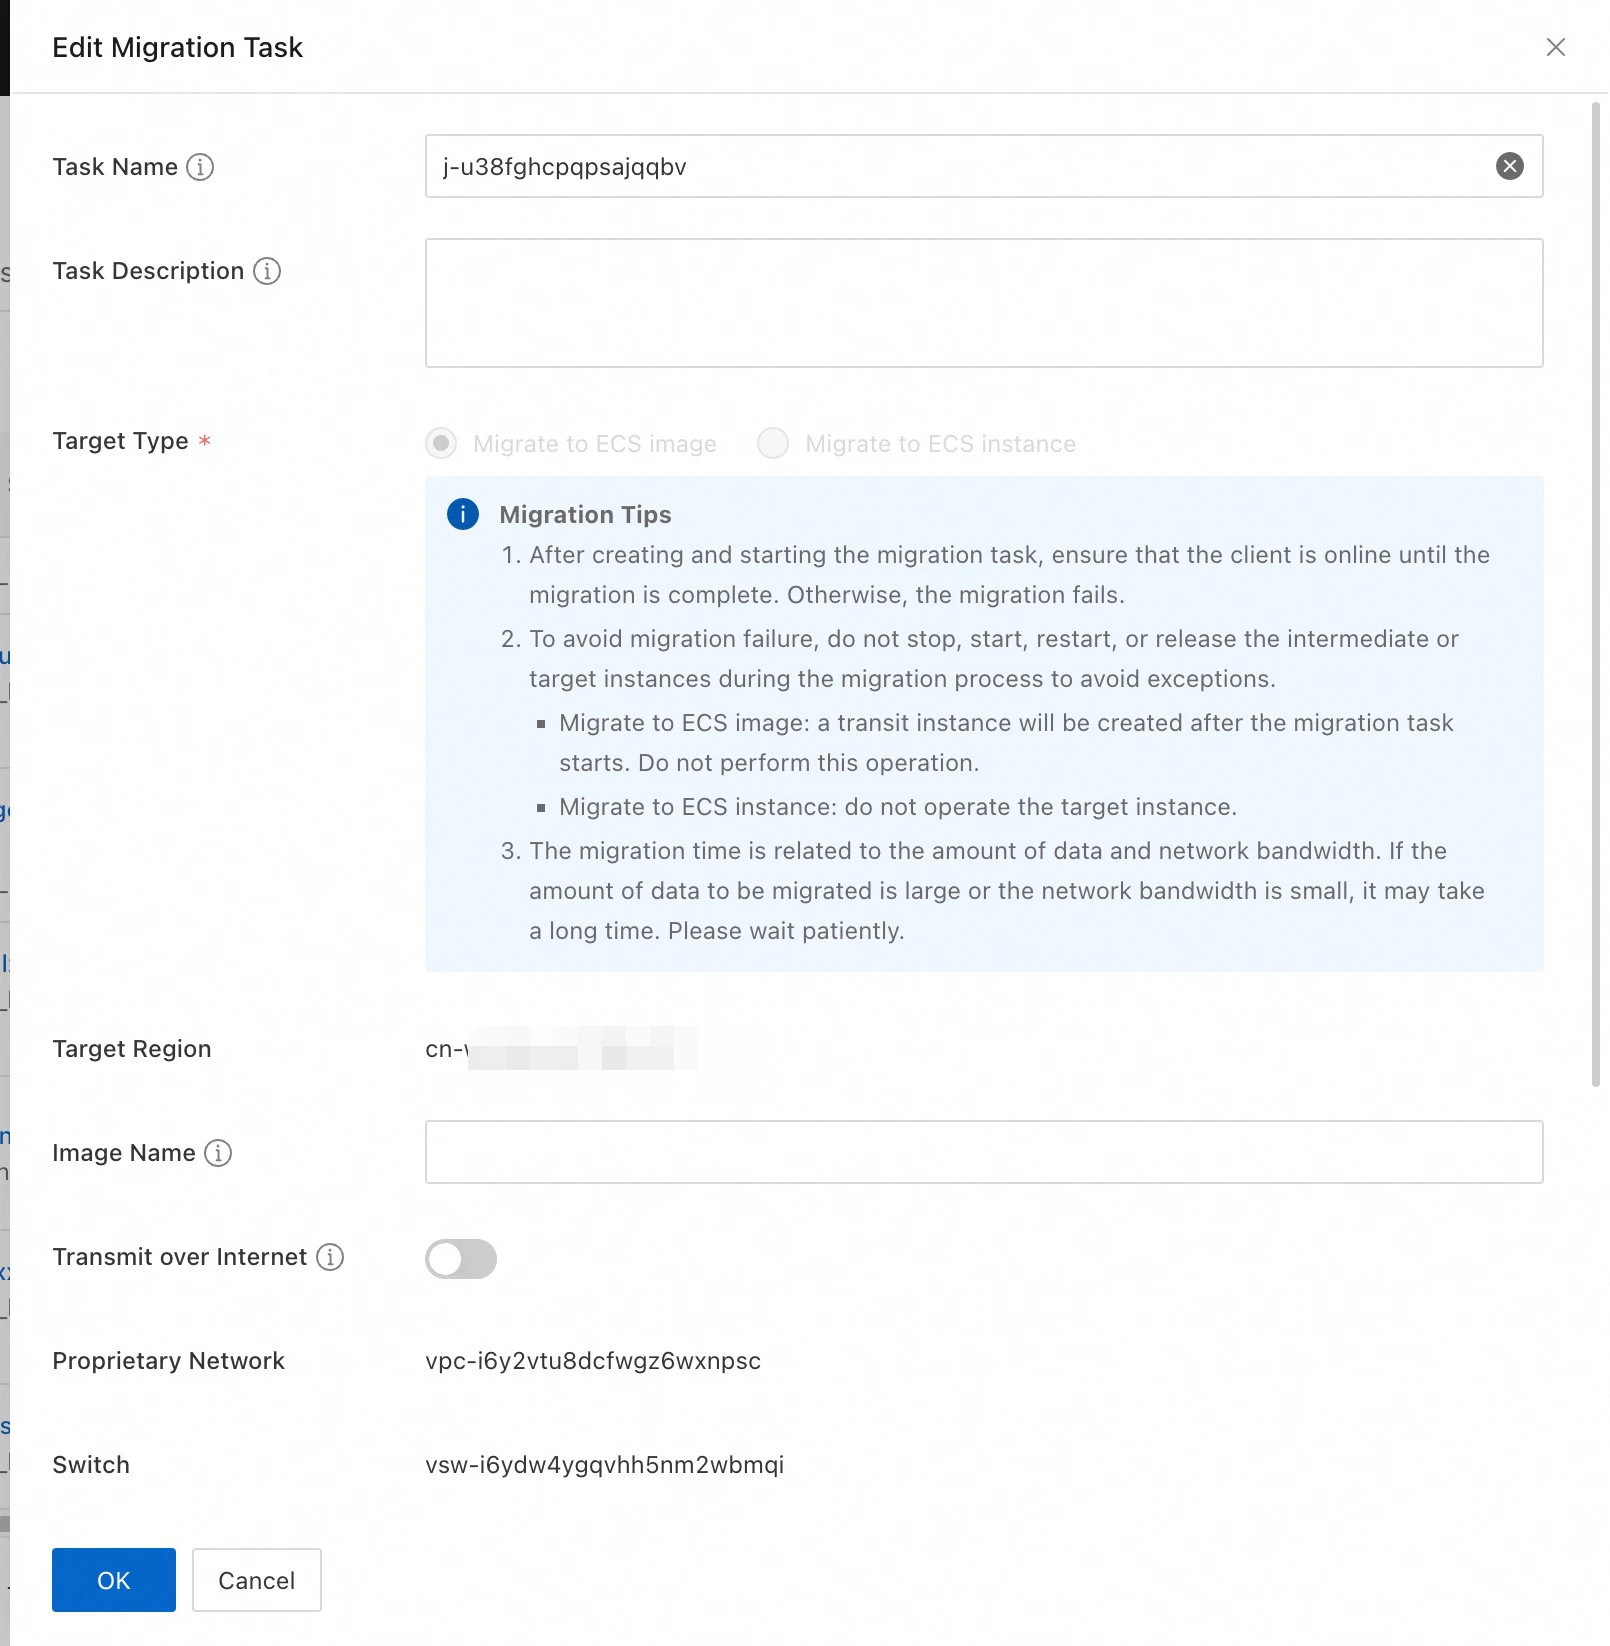 Edit Migration Task
Task Name
j-u38fghcpqpsajqqbv
Task Description
Target Type *
Migrate to ECS image
Migrate to ECS instance
Migration Tips
1. After creating and starting the migration task, ensure that the client is online until the
migration is complete. Otherwise, the migration fails.
2. To avoid migration failure, do not stop, start, restart, or release the intermediate or
target instances during the migration process to avoid exceptions.
Migrate to ECS image: a transit instance will be created after the migration task
starts. Do not perform this operation.
Migrate to ECS instance: do not operate the target instance.
3. The migration time is related to the amount of data and network bandwidth. If the
amount of data to be migrated is large or the network bandwidth is small, it may take
a long time. Please wait patiently.
Target Region
cn-
Image Name
Transmit over Internet
Proprietary Network
vpc-i6y2vtu8dcfwgz6wxnpsc
Switch
vsw-i6ydw4ygqvhh5nm2wbmqi
OK
Cancel